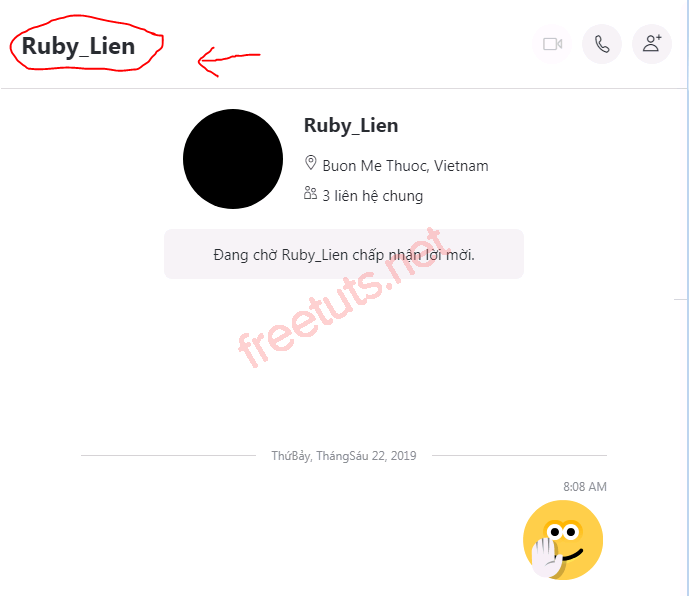 Ruby_Lien
Ruby_Lien
Buon Me Thuoc, Vietnam
3 liên hệ chung
Đang chờ Ruby_Lien chấp nhận lời mời.
freetuts.net
ThứBảy, ThángSáu 22, 2019
8:08 AM